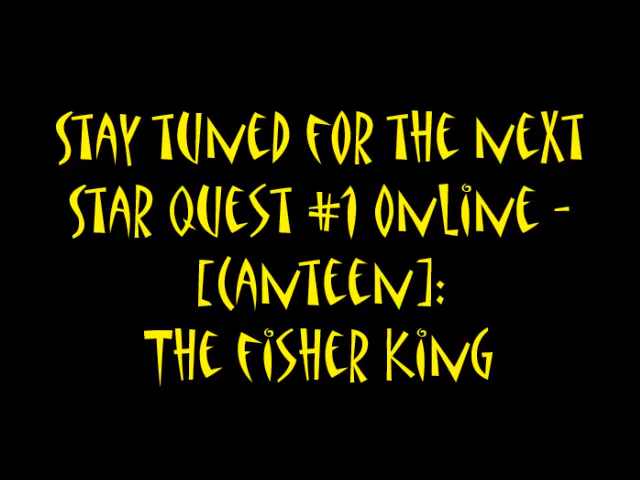 STAY TUNED FOR THE NEXT
STAR QUEST #1 ONLINE -
[CANTEEN]:
THE FISHER KING